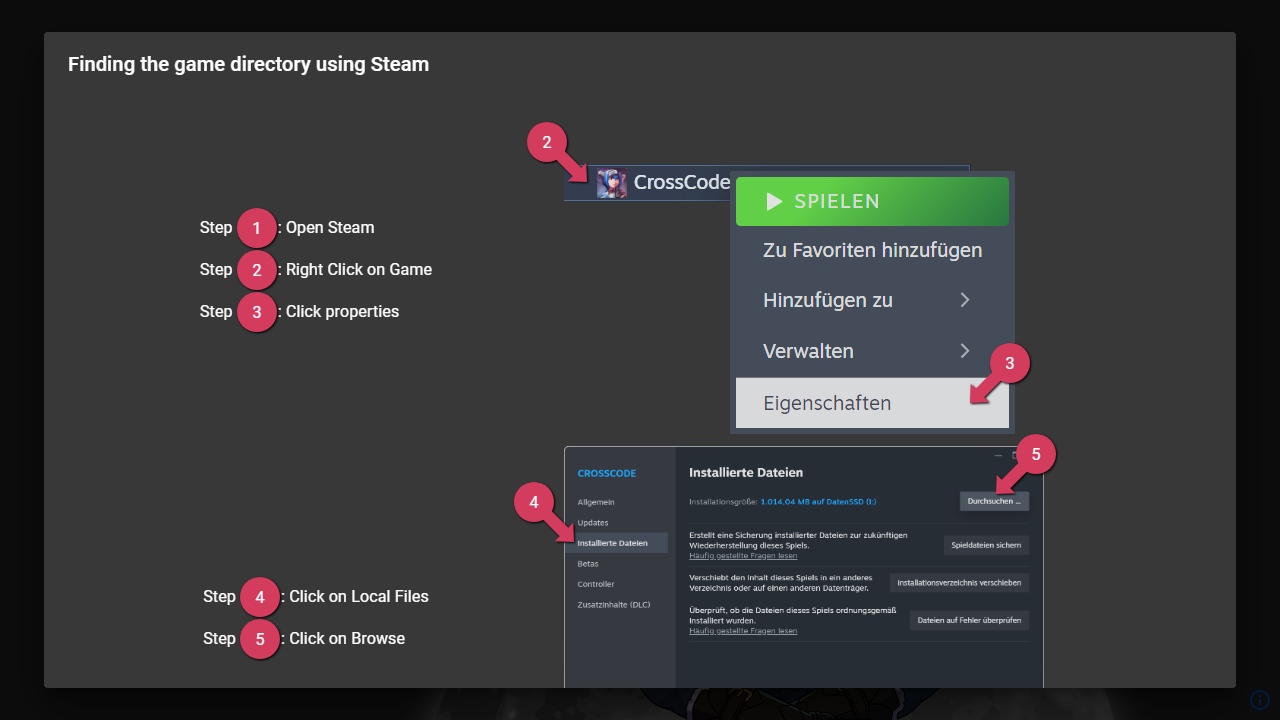 Finding the game directory using Steam
2
CrossCode
SPIELEN
Zu Favoriten hinzufügen
Hinzufügen zu
Verwalten
Eigenschaften
3
Step 1: Open Steam
Step 2: Right Click on Game
Step 3: Click properties
CROSSCODE
Allgemein
Updates
Installierte Dateien
Betas
Controller
Zusatzinhalte (DLC)
4
5
Installierte Dateien
Installationsgröße: 1.014,04 MB auf DatenSSD (I:)
Durchsuchen ...
Erstellt eine Sicherung installierter Dateien zur zukünftigen
Wiederherstellung dieses Spiels.
Häufig gestellte Fragen lesen
Spieldateien sichern
Verschiebt den Inhalt dieses Spiels in ein anderes
Verzeichnis oder auf einen anderen Datenträger.
Installationsverzeichnis verschieben
Überprüft, ob die Dateien dieses Spiels ordnungsgemäß
installiert wurden.
Häufig gestellte Fragen lesen
Dateien auf Fehler überprüfen
Step 4: Click on Local Files
Step 5: Click on Browse